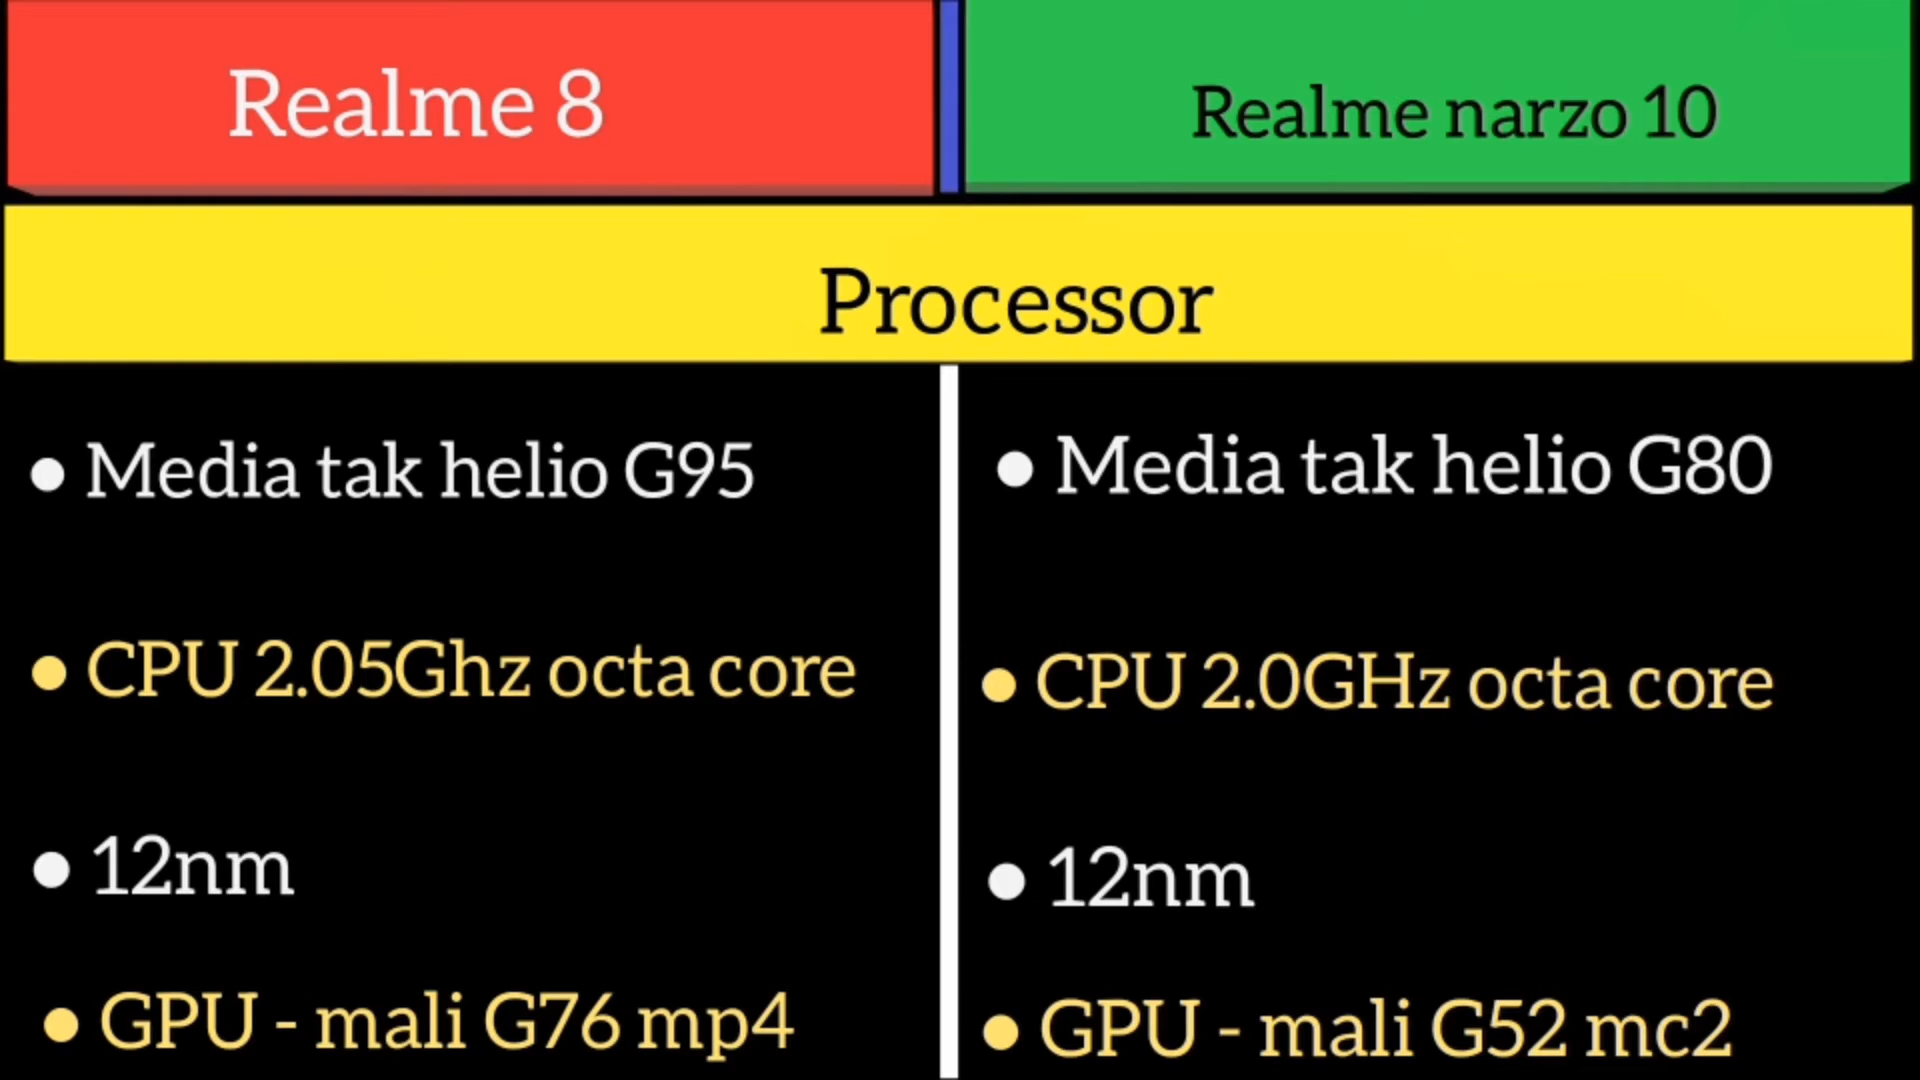 Realme 8
Realme narzo 10
Processor
● Media tak helio G95
● Media tak helio G80
● CPU 2.05Ghz octa core
● CPU 2.0GHz octa core
● 12nm
● 12nm
● GPU - mali G76 mp4
● GPU - mali G52 mc2